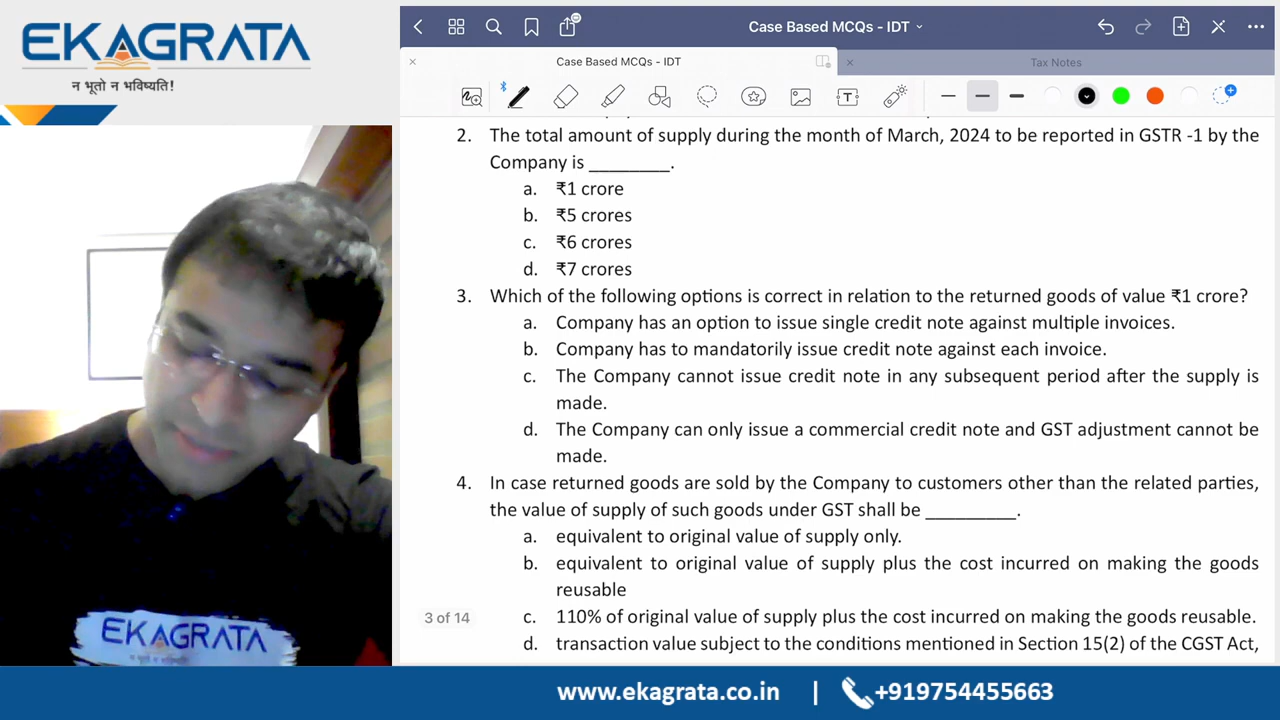 EKAGRATA
न भूतो न भविष्यति!
Case Based MCQs - IDT
Case Based MCQs - IDT
Tax Notes
2. The total amount of supply during the month of March, 2024 to be reported in GSTR -1 by the
Company is ________.
a. ₹1 crore
b. ₹5 crores
c. ₹6 crores
d. ₹7 crores
3. Which of the following options is correct in relation to the returned goods of value ₹1 crore?
a. Company has an option to issue single credit note against multiple invoices.
b. Company has to mandatorily issue credit note against each invoice.
c. The Company cannot issue credit note in any subsequent period after the supply is
made.
d. The Company can only issue a commercial credit note and GST adjustment cannot be
made.
4. In case returned goods are sold by the Company to customers other than the related parties,
the value of supply of such goods under GST shall be _________.
a. equivalent to original value of supply only.
b. equivalent to original value of supply plus the cost incurred on making the goods
reusable
c. 110% of original value of supply plus the cost incurred on making the goods reusable.
d. transaction value subject to the conditions mentioned in Section 15(2) of the CGST Act,
3 of 14
EKAGRATA
www.ekagrata.co.in | +919754455663